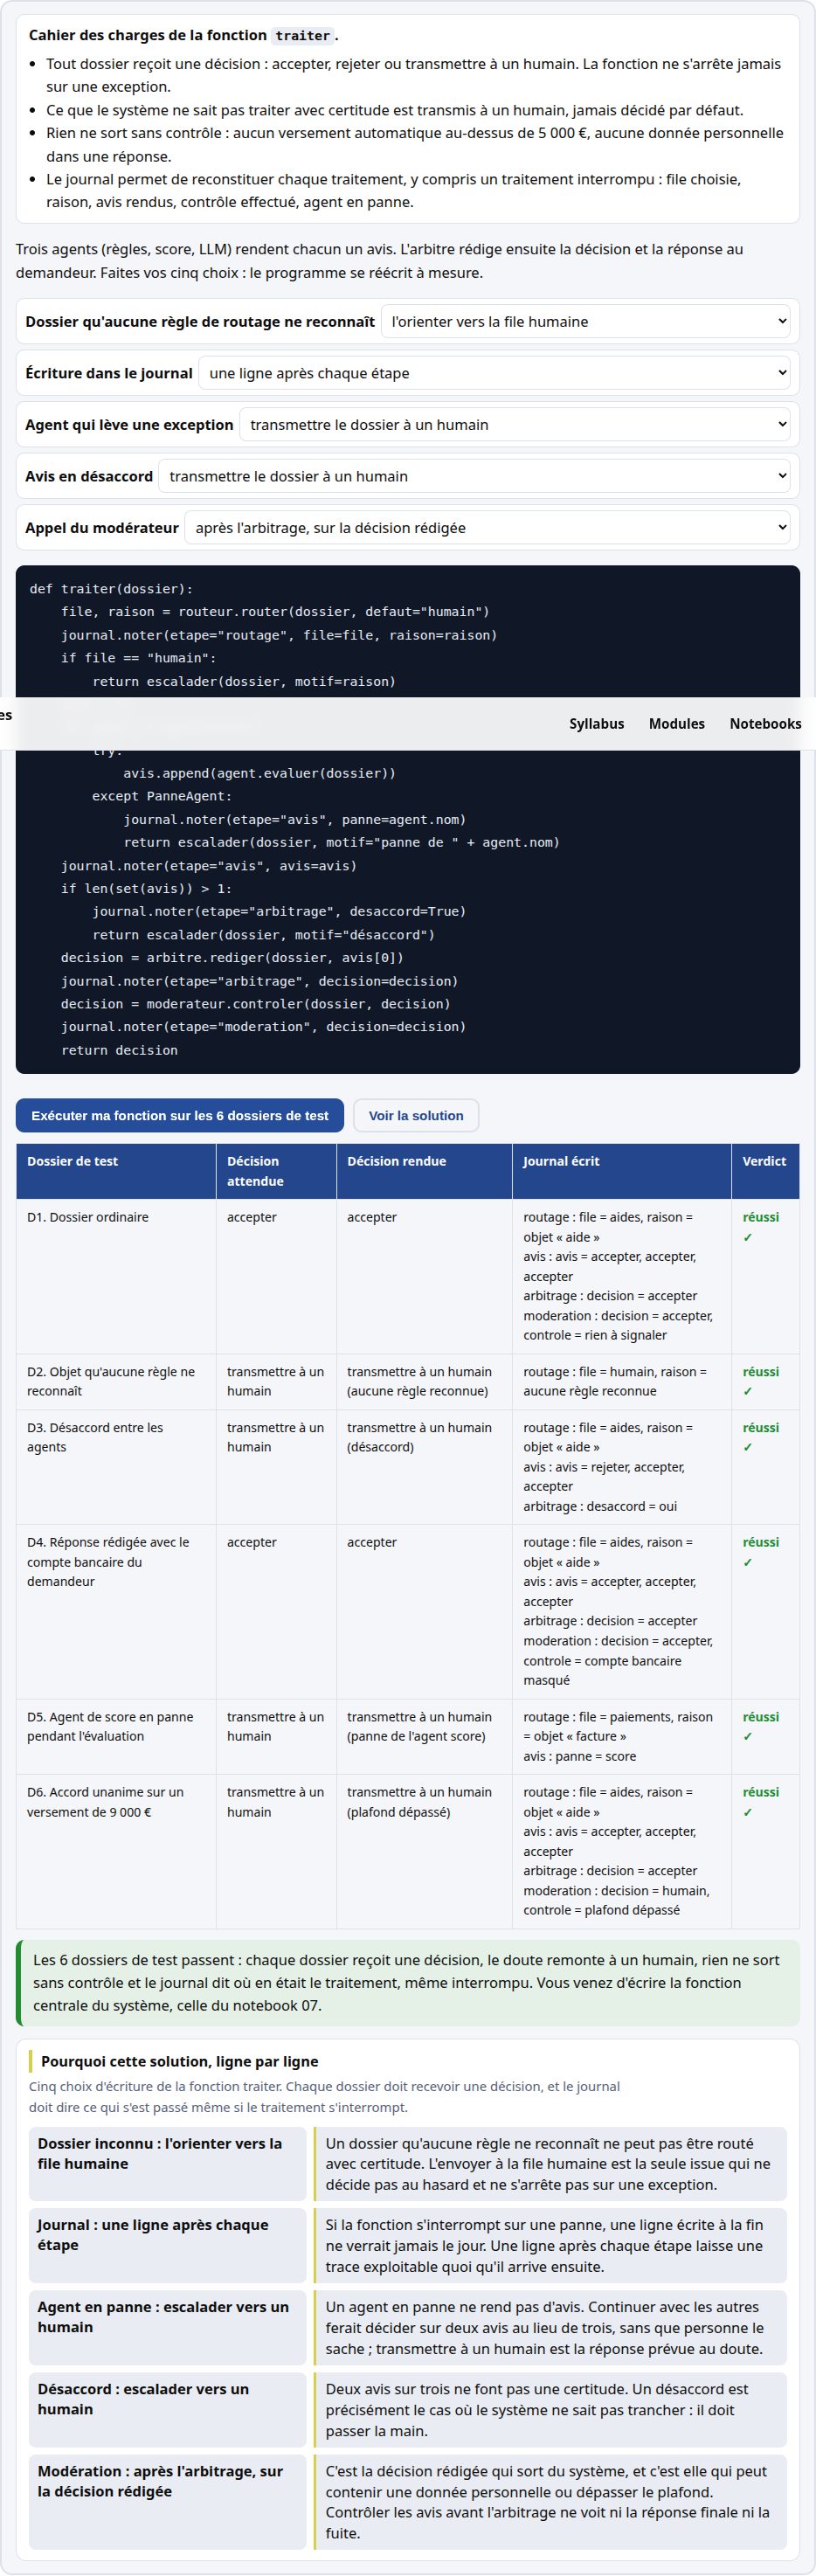 Cahier des charges de la fonction traiter.
• Tout dossier reçoit une décision : accepter, rejeter ou transmettre à un humain. La fonction ne s'arrête jamais
sur une exception.
• Ce que le système ne sait pas traiter avec certitude est transmis à un humain, jamais décidé par défaut.
• Rien ne sort sans contrôle : aucun versement automatique au-dessus de 5 000 €, aucune donnée personnelle
dans une réponse.
• Le journal permet de reconstituer chaque traitement, y compris un traitement interrompu : file choisie,
raison, avis rendus, contrôle effectué, agent en panne.
Trois agents (règles, score, LLM) rendent chacun un avis. L'arbitre rédige ensuite la décision et la réponse au
demandeur. Faites vos cinq choix : le programme se réécrit à mesure.
Dossier qu'aucune règle de routage ne reconnaît l'orienter vers la file humaine
Écriture dans le journal une ligne après chaque étape
Agent qui lève une exception transmettre le dossier à un humain
Avis en désaccord transmettre le dossier à un humain
Appel du modérateur après l'arbitrage, sur la décision rédigée
def traiter(dossier):
    file, raison = routeur.router(dossier, defaut="humain")
    journal.noter(etape="routage", file=file, raison=raison)
    if file == "humain":
        return escalader(dossier, motif=raison)
es
Syllabus Modules Notebooks
        try:
            avis.append(agent.evaluer(dossier))
        except PanneAgent:
            journal.noter(etape="avis", panne=agent.nom)
            return escalader(dossier, motif="panne de " + agent.nom)
    journal.noter(etape="avis", avis=avis)
    if len(set(avis)) > 1:
        journal.noter(etape="arbitrage", desaccord=True)
        return escalader(dossier, motif="désaccord")
    decision = arbitre.rediger(dossier, avis[0])
    journal.noter(etape="arbitrage", decision=decision)
    decision = moderateur.controler(dossier, decision)
    journal.noter(etape="moderation", decision=decision)
    return decision
Exécuter ma fonction sur les 6 dossiers de test Voir la solution
Dossier de test
Décision
attendue
Décision rendue
Journal écrit
Verdict
D1. Dossier ordinaire
accepter
accepter
routage : file = aides, raison =
objet « aide »
avis : avis = accepter, accepter,
accepter
arbitrage : decision = accepter
moderation : decision = accepter,
controle = rien à signaler
réussi
✓
D2. Objet qu'aucune règle ne
reconnaît
transmettre à un
humain
transmettre à un humain
(aucune règle reconnue)
routage : file = humain, raison =
aucune règle reconnue
réussi
✓
D3. Désaccord entre les
agents
transmettre à un
humain
transmettre à un humain
(désaccord)
routage : file = aides, raison =
objet « aide »
avis : avis = rejeter, accepter,
accepter
arbitrage : desaccord = oui
réussi
✓
D4. Réponse rédigée avec le
compte bancaire du
demandeur
accepter
accepter
routage : file = aides, raison =
objet « aide »
avis : avis = accepter, accepter,
accepter
arbitrage : decision = accepter
moderation : decision = accepter,
controle = compte bancaire
masqué
réussi
✓
D5. Agent de score en panne
pendant l'évaluation
transmettre à un
humain
transmettre à un humain
(panne de l'agent score)
routage : file = paiements, raison
= objet « facture »
avis : panne = score
réussi
✓
D6. Accord unanime sur un
versement de 9 000 €
transmettre à un
humain
transmettre à un humain
(plafond dépassé)
routage : file = aides, raison =
objet « aide »
avis : avis = accepter, accepter,
accepter
arbitrage : decision = accepter
moderation : decision = humain,
controle = plafond dépassé
réussi
✓
Les 6 dossiers de test passent : chaque dossier reçoit une décision, le doute remonte à un humain, rien ne sort
sans contrôle et le journal dit où en était le traitement, même interrompu. Vous venez d'écrire la fonction
centrale du système, celle du notebook 07.
Pourquoi cette solution, ligne par ligne
Cinq choix d'écriture de la fonction traiter. Chaque dossier doit recevoir une décision, et le journal
doit dire ce qui s'est passé même si le traitement s'interrompt.
Dossier inconnu : l'orienter vers la
file humaine
Un dossier qu'aucune règle ne reconnaît ne peut pas être routé
avec certitude. L'envoyer à la file humaine est la seule issue qui ne
décide pas au hasard et ne s'arrête pas sur une exception.
Journal : une ligne après chaque
étape
Si la fonction s'interrompt sur une panne, une ligne écrite à la fin
ne verrait jamais le jour. Une ligne après chaque étape laisse une
trace exploitable quoi qu'il arrive ensuite.
Agent en panne : escalader vers un
humain
Un agent en panne ne rend pas d'avis. Continuer avec les autres
ferait décider sur deux avis au lieu de trois, sans que personne le
sache ; transmettre à un humain est la réponse prévue au doute.
Désaccord : escalader vers un
humain
Deux avis sur trois ne font pas une certitude. Un désaccord est
précisément le cas où le système ne sait pas trancher : il doit
passer la main.
Modération : après l'arbitrage, sur
la décision rédigée
C'est la décision rédigée qui sort du système, et c'est elle qui peut
contenir une donnée personnelle ou dépasser le plafond.
Contrôler les avis avant l'arbitrage ne voit ni la réponse finale ni la
fuite.